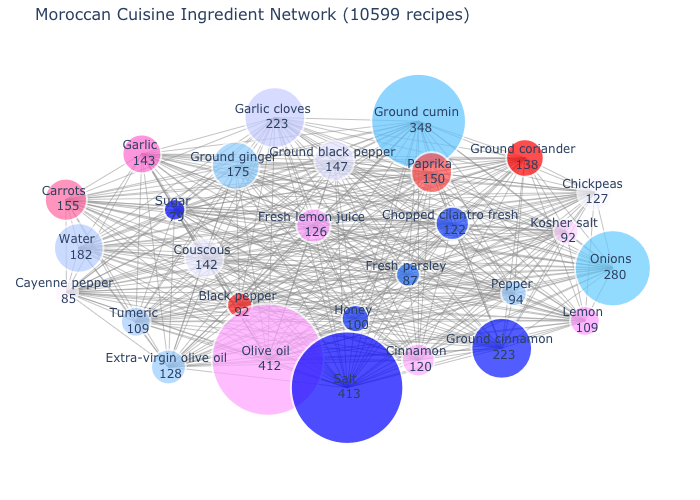 Moroccan Cuisine Ingredient Network (10599 recipes)
Garlic cloves
223
Ground cumin
348
Garlic
143
Ground ginger
175
Ground black pepper
147
Paprika
150
Ground coriander
138
Chickpeas
127
Carrots
155
Sugar
Fresh lemon juice
126
Chopped cilantro fresh
122
Kosher salt
92
Water
182
Couscous
142
Fresh parsley
87
Onions
280
Cayenne pepper
85
Black pepper
92
Pepper
94
Tumeric
109
Honey
100
Lemon
109
Extra-virgin olive oil
128
Olive oil
412
Salt
413
Cinnamon
120
Ground cinnamon
223